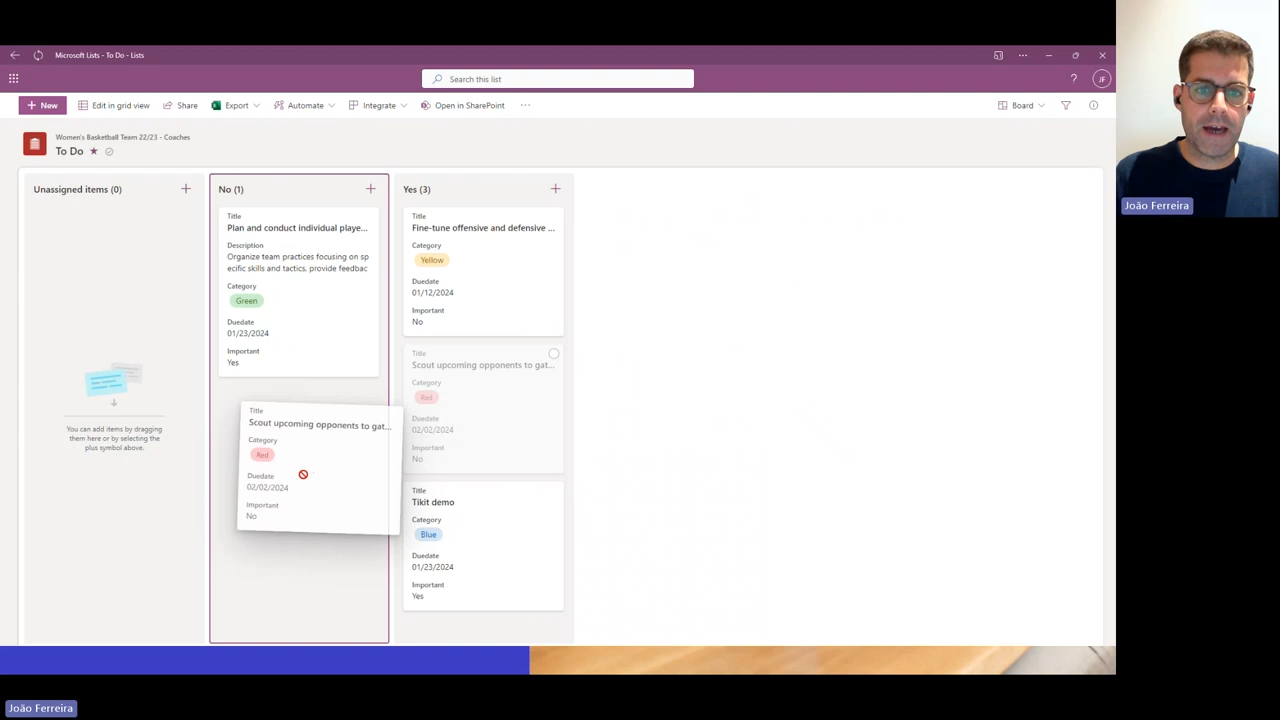 Microsoft Lists - To Do - Lists
Search this list
?
JF
New
Edit in grid view
Share
Export
Automate
Integrate
Open in SharePoint
Board
Women's Basketball Team 22/23 - Coaches
To Do
Unassigned items (0)
You can add items by dragging
them here or by selecting the
plus symbol above.
No (1)
Title
Plan and conduct individual playe...
Description
Organize team practices focusing on sp
ecific skills and tactics, provide feedbac
Category
Green
Duedate
01/23/2024
Important
Yes
Title
Scout upcoming opponents to gat...
Category
Red
Duedate
02/02/2024
Important
No
Yes (3)
Title
Fine-tune offensive and defensive ...
Category
Yellow
Duedate
01/12/2024
Important
No
Title
Scout upcoming opponents to gat...
Category
Red
Duedate
02/02/2024
Important
No
Title
Tikit demo
Category
Blue
Duedate
01/23/2024
Important
Yes
João Ferreira
João Ferreira